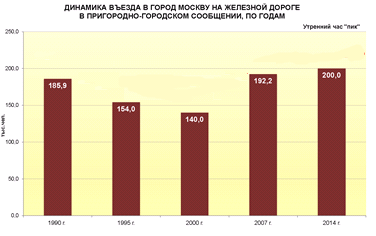 ДИНАМИКА ВЪЕЗДА В ГОРОД МОСКВУ НА ЖЕЛЕЗНОЙ ДОРОГЕ
В ПРИГОРОДНО-ГОРОДСКОМ СООБЩЕНИИ, ПО ГОДАМ
Утренний час "пик"
250,0
200,0
150,0
100,0
50,0
0,0
тыс.чел.
185,9
154,0
140,0
192,2
200,0
1990 г.
1995 г.
2000 г.
2007 г.
2014 г.